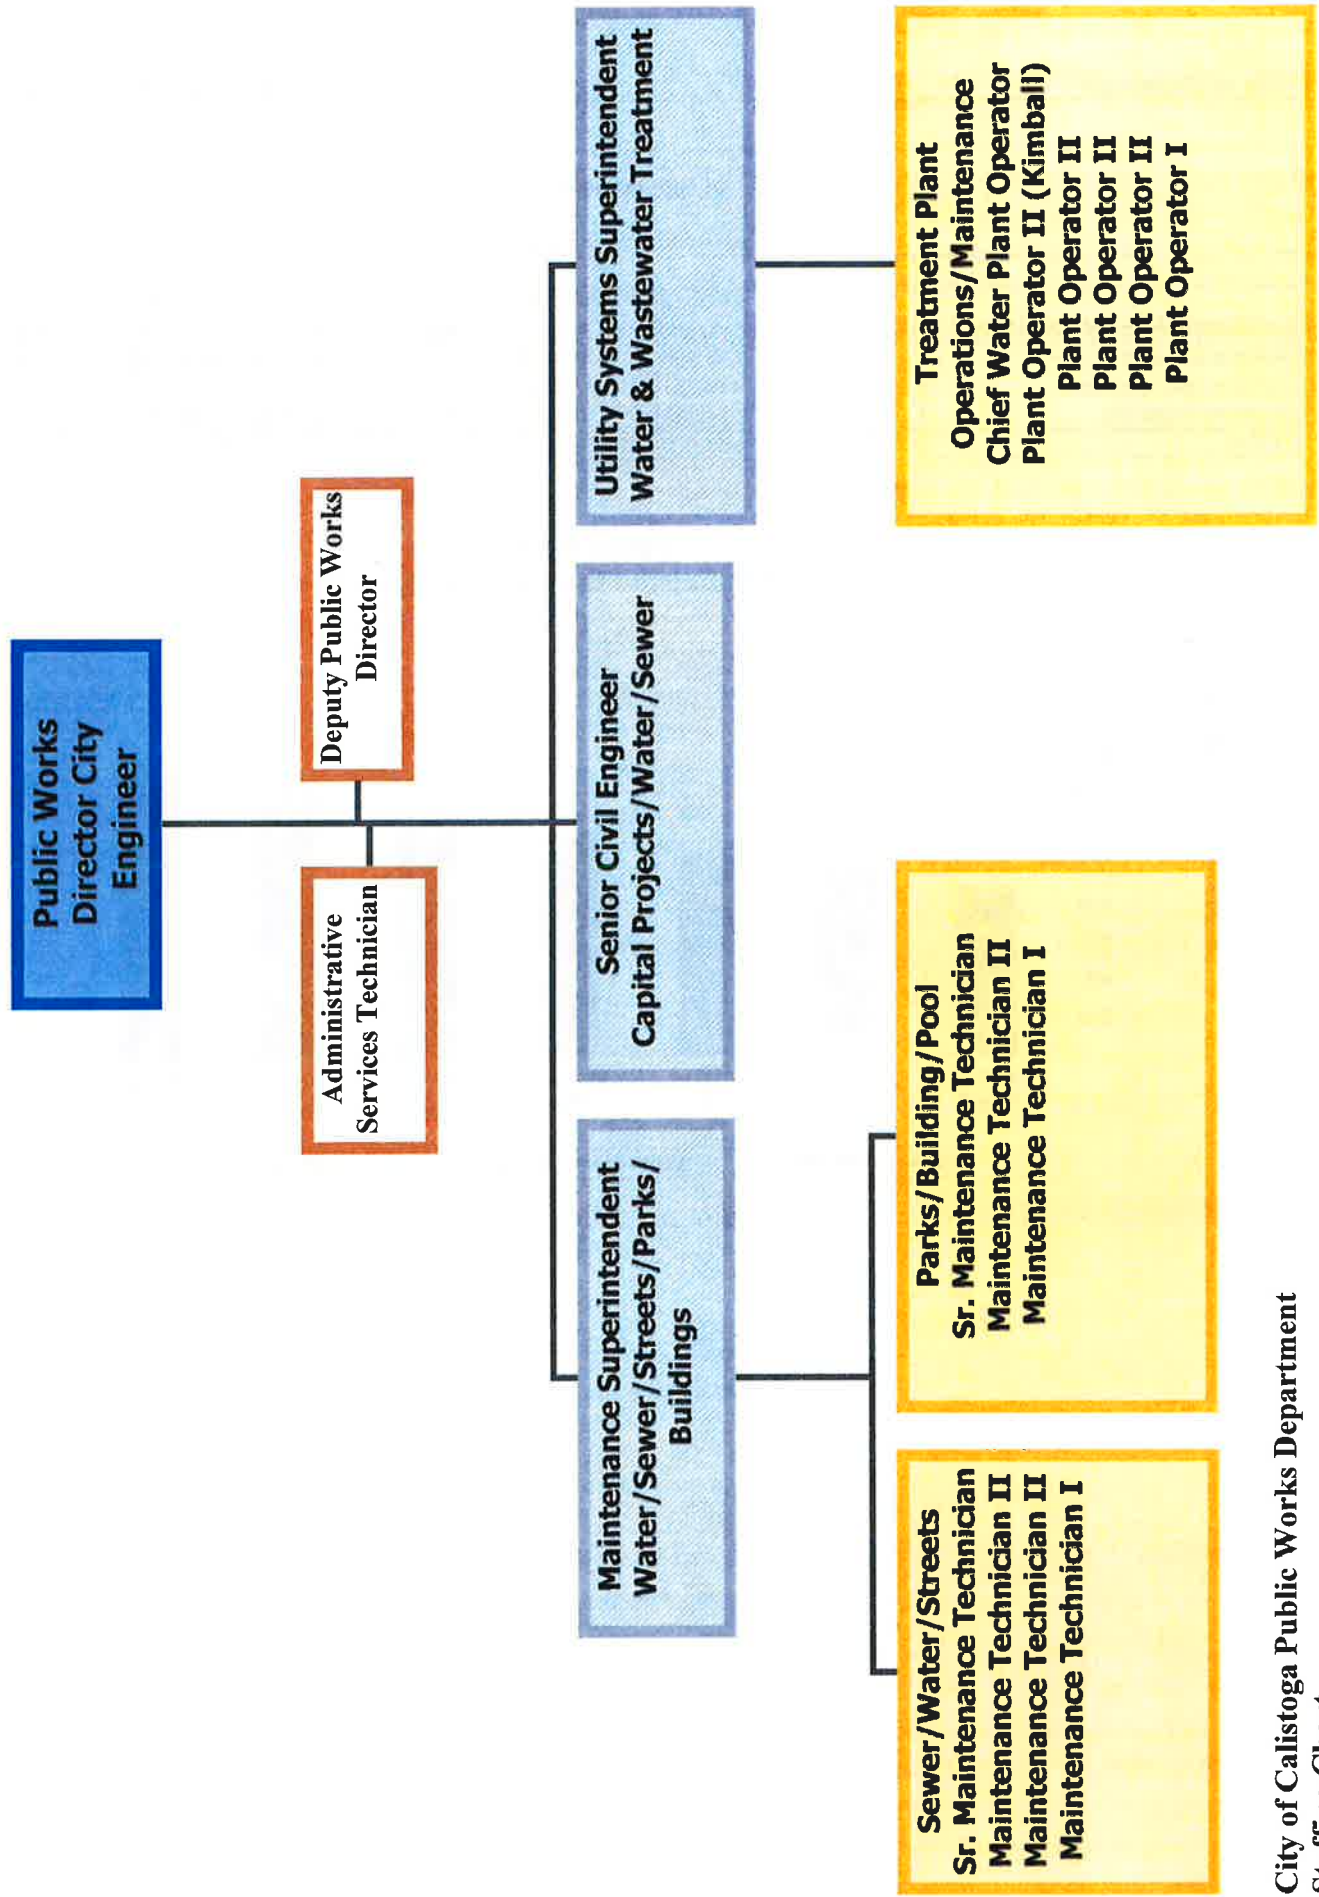 Public Works
Director City
Engineer
Administrative
Services Technician
Deputy Public Works
Director
Maintenance Superintendent
Water/Sewer/Streets/Parks/
Buildings
Senior Civil Engineer
Capital Projects/Water/Sewer
Utility Systems Superintendent
Water & Wastewater Treatment
Sewer/Water/Streets
Sr. Maintenance Technician
Maintenance Technician II
Maintenance Technician II
Maintenance Technician I
Parks/Building/Pool
Sr. Maintenance Technician
Maintenance Technician II
Maintenance Technician I
Treatment Plant
Operations/Maintenance
Chief Water Plant Operator
Plant Operator II (Kimball)
Plant Operator II
Plant Operator II
Plant Operator II
Plant Operator I
City of Calistoga Public Works Department
Staffing Chart